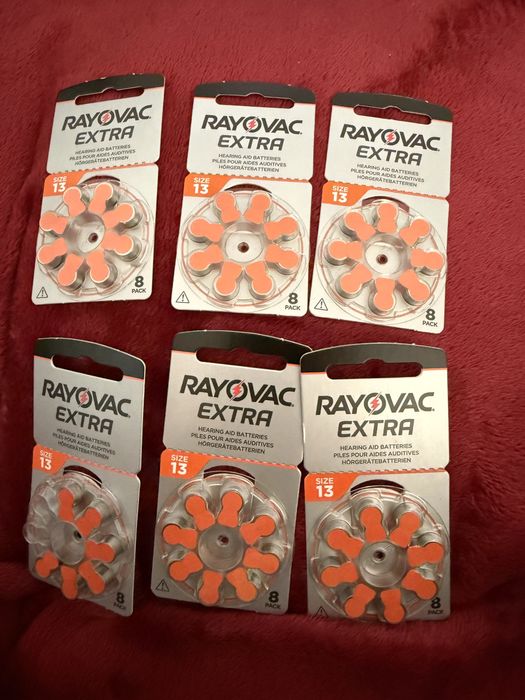 RAYOVAC
EXTRA
HEARING AID BATTERIES
PILES POUR AIDES AUDITIVES
HÖRGERÄTEBATTERIEN
SIZE
13
8
PACK
RAYOVAC
EXTRA
HEARING AID BATTERIES
PILES POUR AIDES AUDITIVES
HÖRGERÄTEBATTERIEN
SIZE
13
8
PACK
RAYOVAC
EXTRA
HEARING AID BATTERIES
PILES POUR AIDES AUDITIVES
HÖRGERÄTEBATTERIEN
SIZE
13
8
PACK
RAYOVAC
EXTRA
HEARING AID BATTERIES
PILES POUR AIDES AUDITIVES
HÖRGERÄTEBATTERIEN
SIZE
13
8
PACK
RAYOVAC
EXTRA
HEARING AID BATTERIES
PILES POUR AIDES AUDITIVES
HÖRGERÄTEBATTERIEN
SIZE
13
8
PACK
RAYOVAC
EXTRA
HEARING AID BATTERIES
PILES POUR AIDES AUDITIVES
HÖRGERÄTEBATTERIEN
SIZE
13
8
PACK